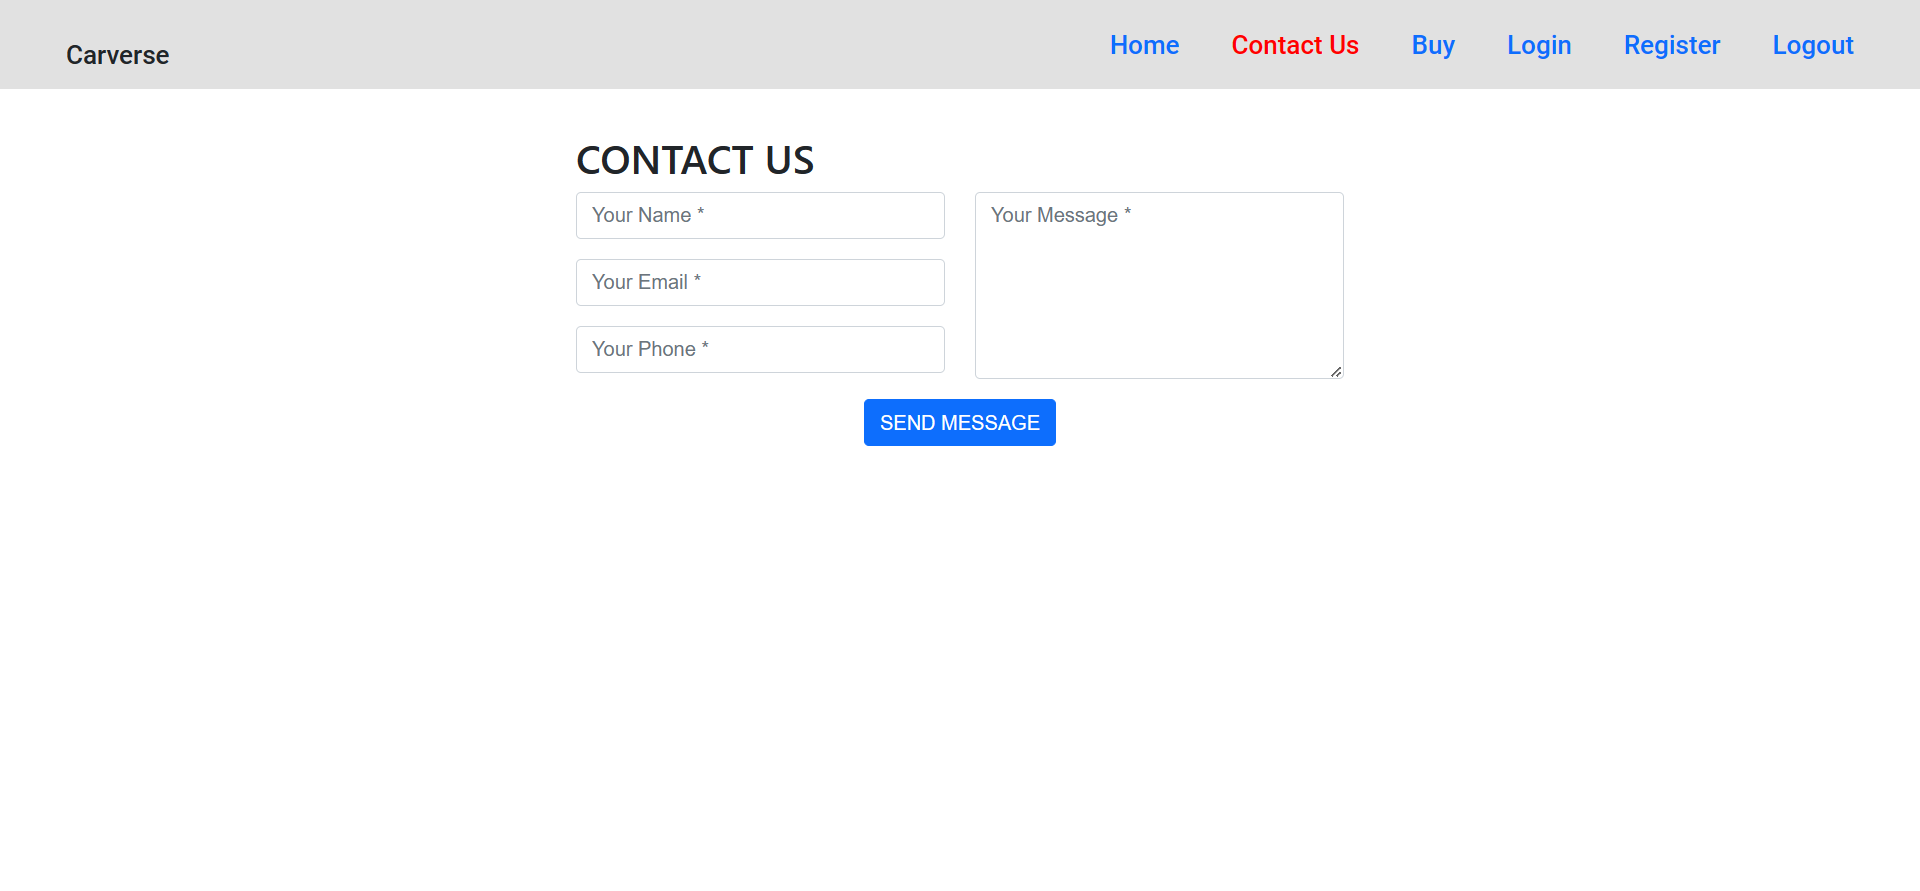 Carverse
Home Contact Us Buy Login Register Logout
CONTACT US
Your Name *
Your Email *
Your Phone *
Your Message *
SEND MESSAGE